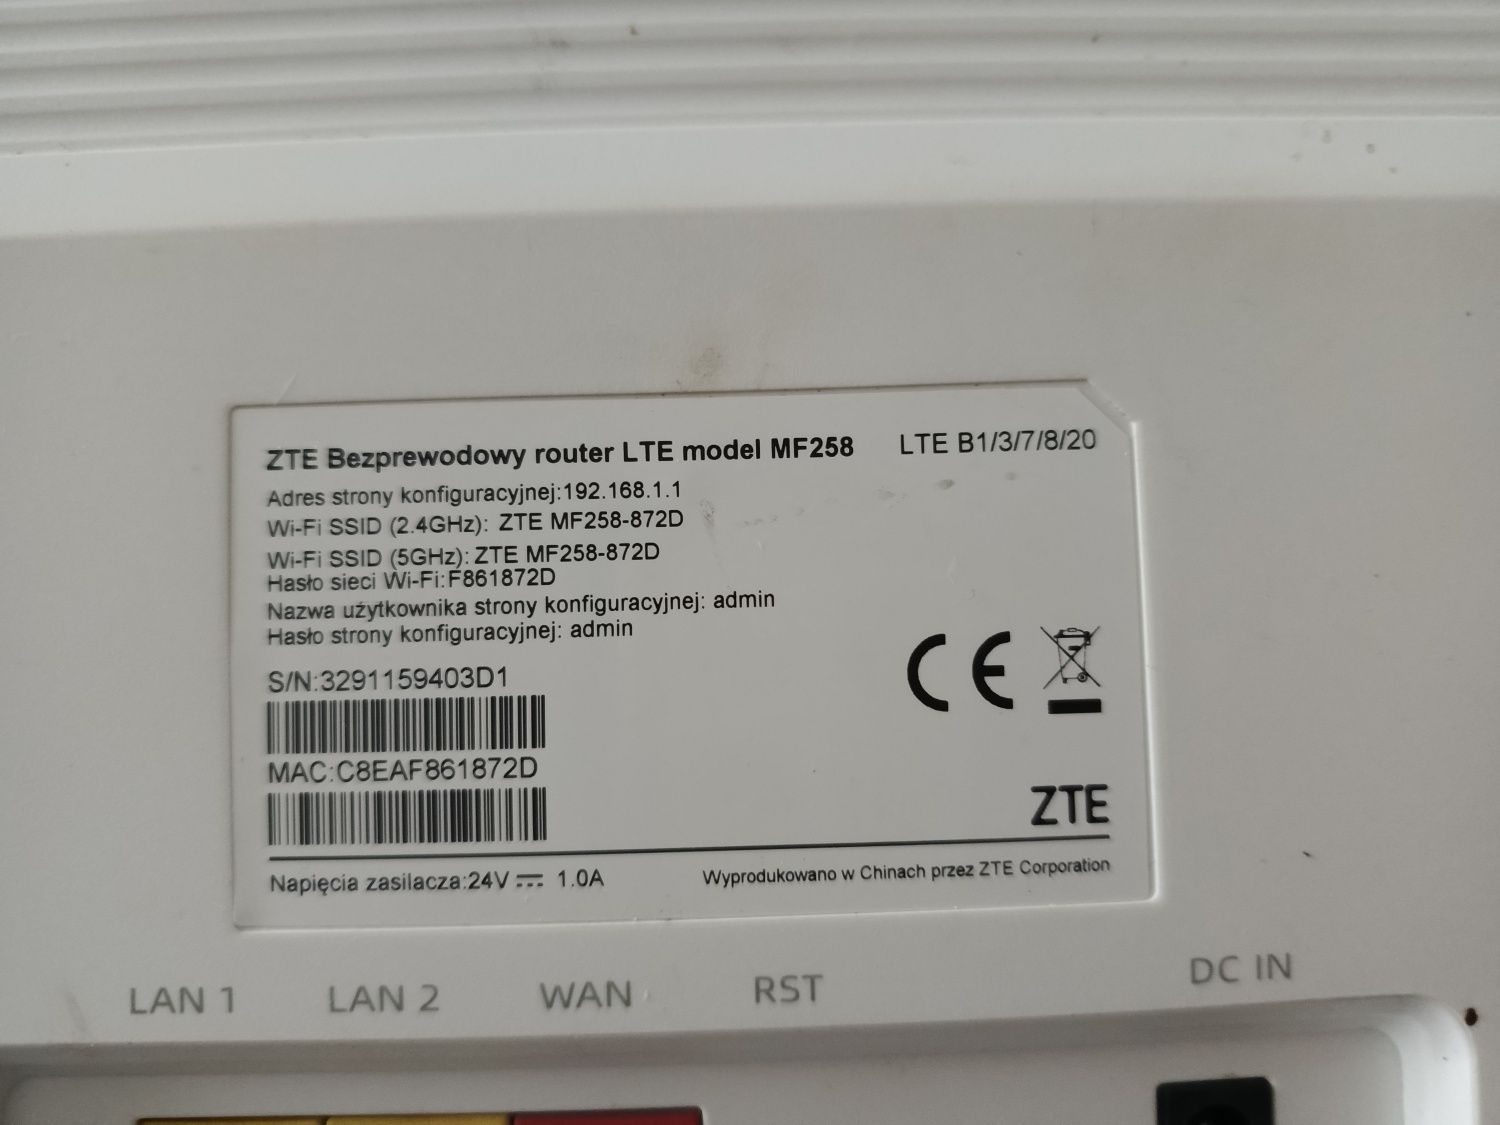 ZTE Bezprewodowy router LTE model MF258 LTE B1/3/7/8/20
Adres strony konfiguracyjnej:192.168.1.1
Wi-Fi SSID (2.4GHz): ZTE MF258-872D
Wi-Fi SSID (5GHz): ZTE MF258-872D
Hasło sieci Wi-Fi:F861872D
Nazwa użytkownika strony konfiguracyjnej: admin
Hasło strony konfiguracyjnej: admin
S/N:3291159403D1
MAC:C8EAF861872D
CE
ZTE
Napięcia zasilacza:24V ⎓ 1.0A Wyprodukowano w Chinach przez ZTE Corporation
LAN 1 LAN 2 WAN RST DC IN